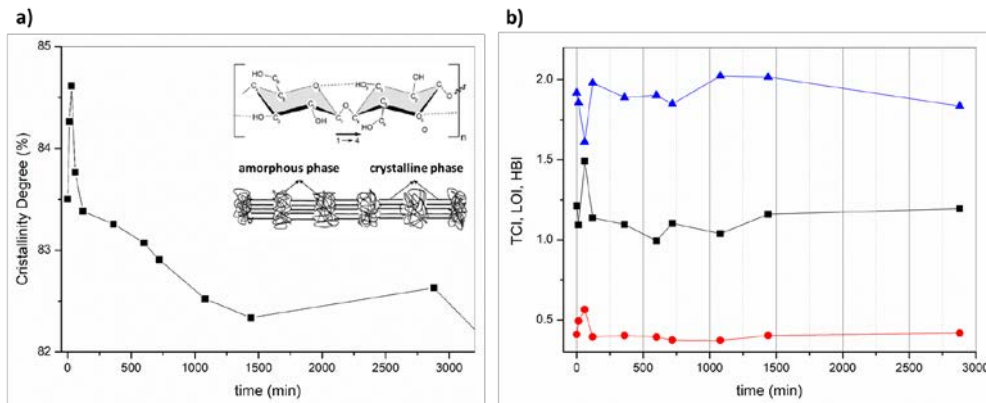 a)
85
84
83
82
Cristallinity Degree (%)
0 500 1000 1500 2000 2500 3000
time (min)
1 → 4
n
amorphous phase
crystalline phase
b)
2.0
1.5
1.0
0.5
TCI, LOI, HBI
0 500 1000 1500 2000 2500 3000
time (min)